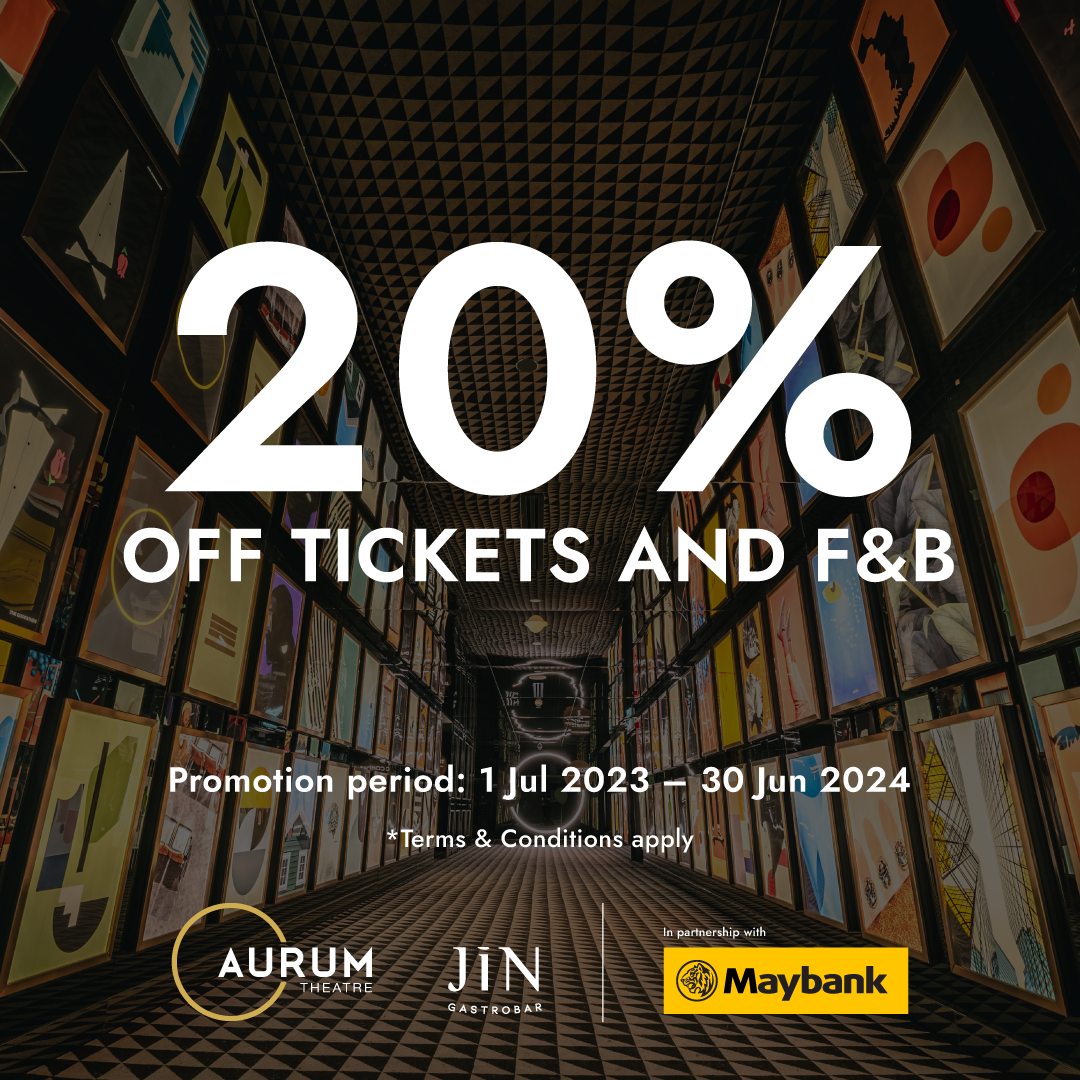 20%
OFF TICKETS AND F&B
Promotion period: 1 Jul 2023 – 30 Jun 2024
*Terms & Conditions apply
AURUM
THEATRE
JīN
GASTROBAR
In partnership with
Maybank